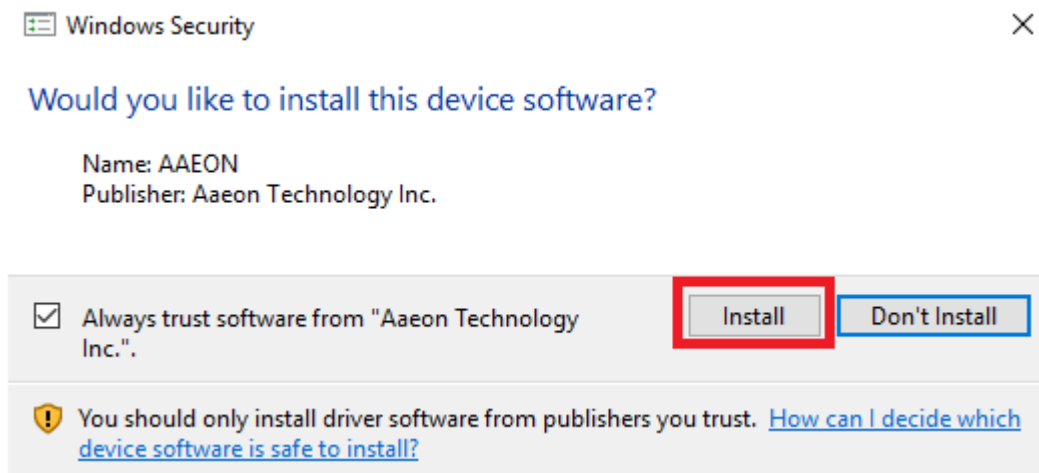 Windows Security
Would you like to install this device software?
Name: AAEON
Publisher: Aaeon Technology Inc.
Always trust software from "Aaeon Technology
Inc.".
Install
Don't Install
You should only install driver software from publishers you trust. How can I decide which
device software is safe to install?